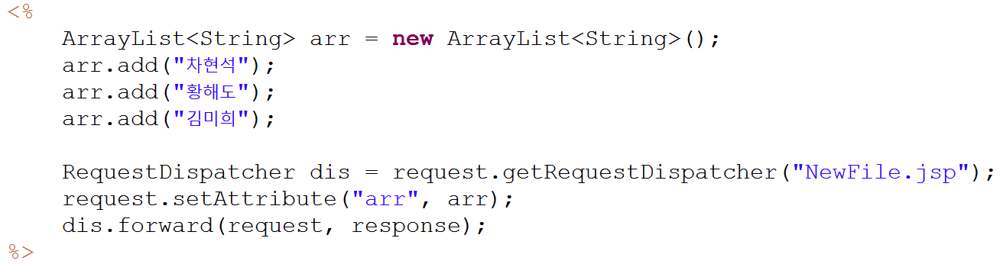 <%
ArrayList<String> arr = new ArrayList<String>();
arr.add("차현석");
arr.add("황해도");
arr.add("김미희");
RequestDispatcher dis = request.getRequestDispatcher("NewFile.jsp");
request.setAttribute("arr", arr);
dis.forward(request, response);
%>